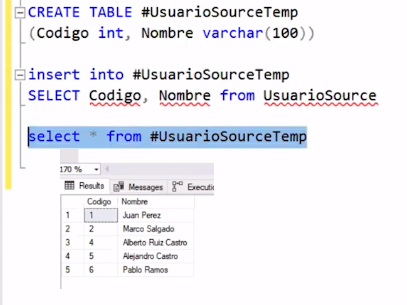 CREATE TABLE #UsuarioSourceTemp
(Codigo int, Nombre varchar(100))
insert into #UsuarioSourceTemp
SELECT Codigo, Nombre from UsuarioSource
select * from #UsuarioSourceTemp
170 %
Results Messages
Codigo Nombre
1 1 Juan Perez
2 2 Marco Salgado
3 4 Alberto Ruiz Castro
4 5 Alejandro Castro
5 6 Pablo Ramos